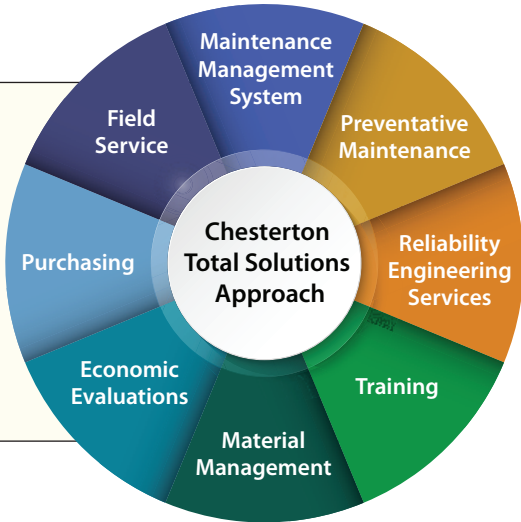 Maintenance
Management
System
Preventative
Maintenance
Reliability
Engineering
Services
Training
Material
Management
Economic
Evaluations
Purchasing
Field
Service
Chesterton
Total Solutions
Approach